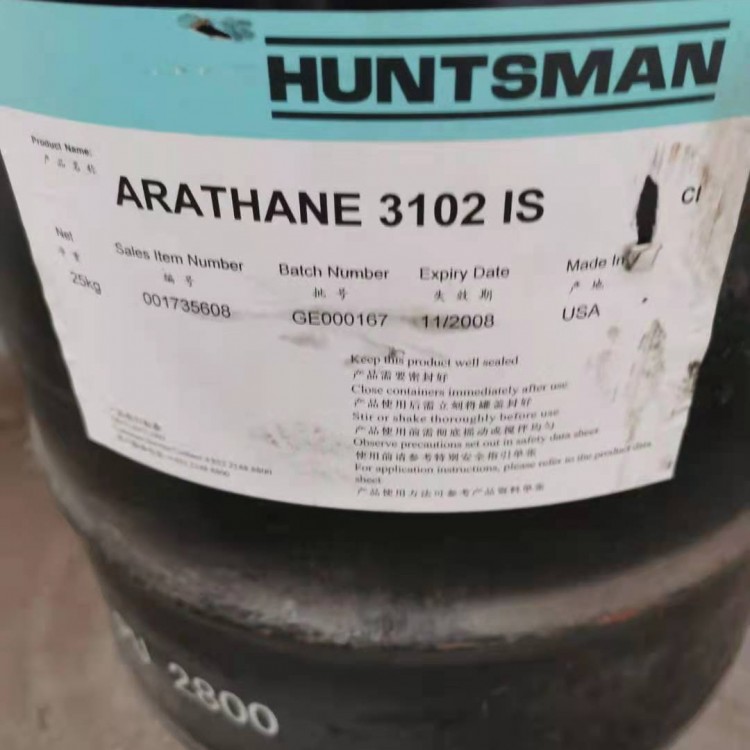 HUNTSMAN
Product Name:
产品名称
ARATHANE 3102 IS
CI
Net
净重
25kg
Sales Item Number
编号
001735608
Batch Number
批号
GE000167
Expiry Date
失效期
11/2008
Made In
产地
USA
Keep this product well sealed
产品需要密封好
Close containers immediately after use
产品使用后需立刻将罐盖封好
Stir or shake thoroughly before use
产品使用前需彻底摇动或搅拌均匀
Observe precautions set out in safety data sheet
使用前请参考特别安全指引单张
For application instructions, please refer to the product data
sheet
产品使用方法可参考产品资料单张
2800